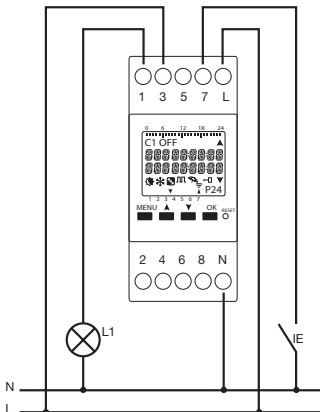 1 3 5 7 L
0 6 12 18 24
C1 OFF
P24
1 2 3 4 5 6 7
MENU OK RESET
2 4 6 8 N
L1
IE
N
L